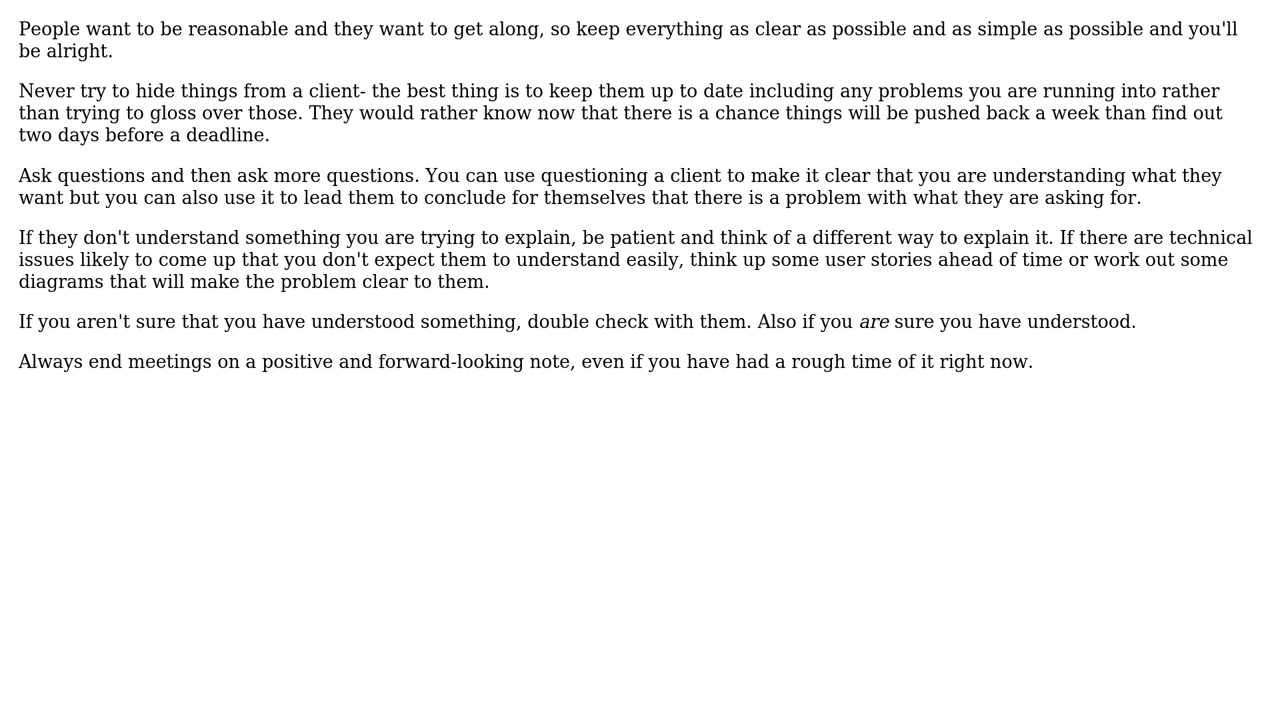 People want to be reasonable and they want to get along, so keep everything as clear as possible and as simple as possible and you'll
be alright.
Never try to hide things from a client- the best thing is to keep them up to date including any problems you are running into rather
than trying to gloss over those. They would rather know now that there is a chance things will be pushed back a week than find out
two days before a deadline.
Ask questions and then ask more questions. You can use questioning a client to make it clear that you are understanding what they
want but you can also use it to lead them to conclude for themselves that there is a problem with what they are asking for.
If they don't understand something you are trying to explain, be patient and think of a different way to explain it. If there are technical
issues likely to come up that you don't expect them to understand easily, think up some user stories ahead of time or work out some
diagrams that will make the problem clear to them.
If you aren't sure that you have understood something, double check with them. Also if you are sure you have understood.
Always end meetings on a positive and forward-looking note, even if you have had a rough time of it right now.